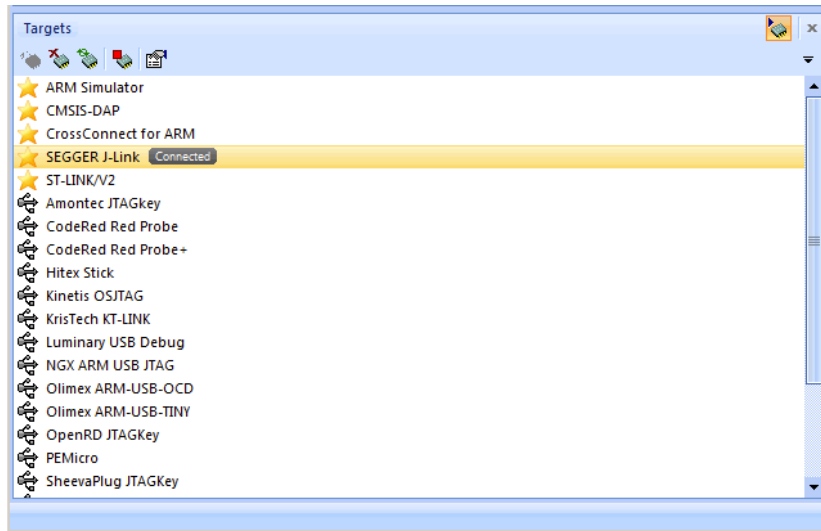 Targets
ARM Simulator
CMSIS-DAP
CrossConnect for ARM
SEGGER J-Link Connected
ST-LINK/V2
Amontec JTAGkey
CodeRed Red Probe
CodeRed Red Probe+
Hitex Stick
Kinetis OSJTAG
KrisTech KT-LINK
Luminary USB Debug
NGX ARM USB JTAG
Olimex ARM-USB-OCD
Olimex ARM-USB-TINY
OpenRD JTAGKey
PEMicro
SheevaPlug JTAGKey